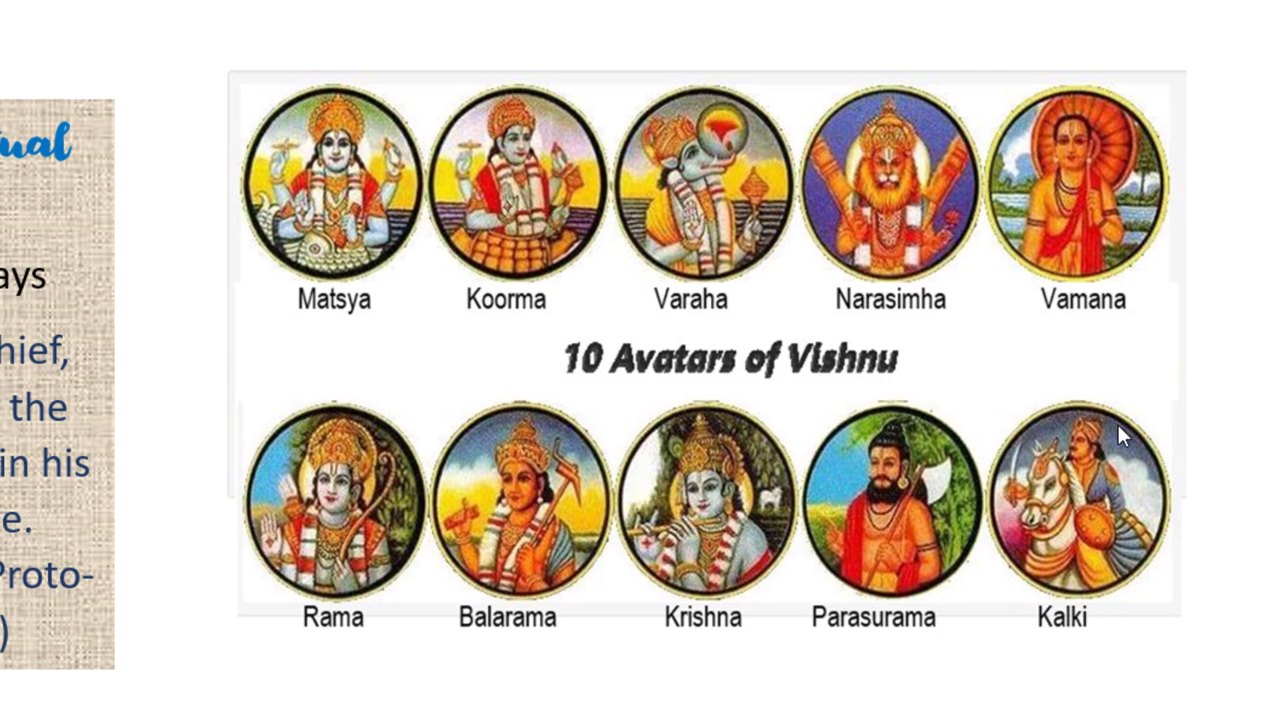 ual
ays
hief,
the
in his
e.
Proto-
)
Matsya Koorma Varaha Narasimha Vamana
10 Avatars of Vishnu
Rama Balarama Krishna Parasurama Kalki